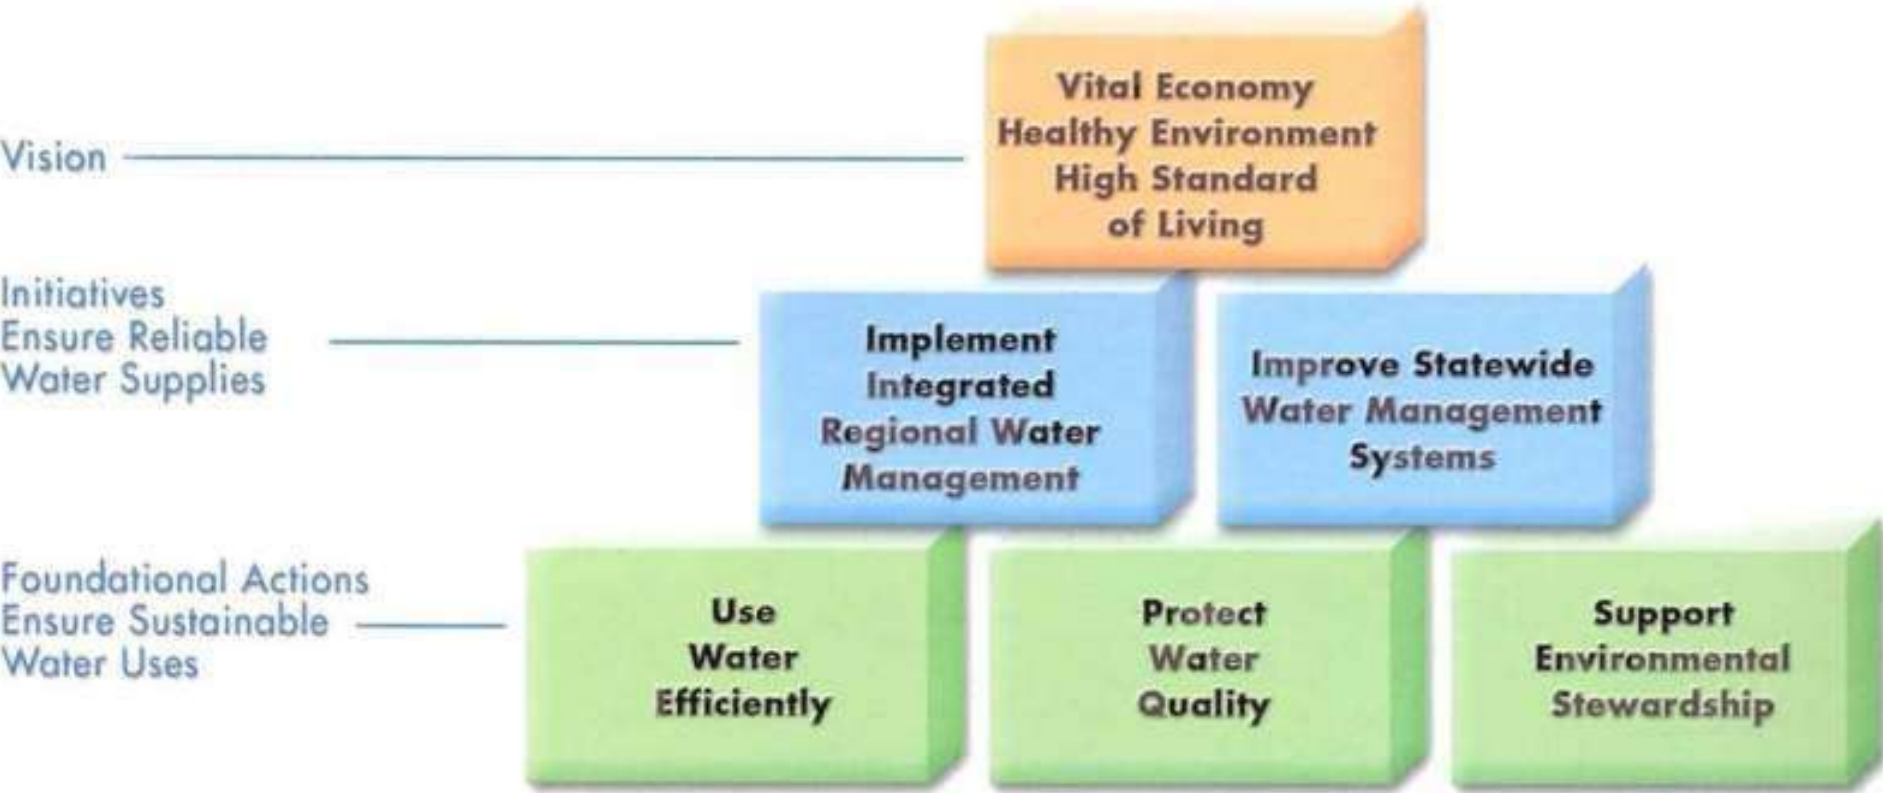 Vision
Vital Economy
Healthy Environment
High Standard
of Living
Initiatives
Ensure Reliable
Water Supplies
Implement
Integrated
Regional Water
Management
Improve Statewide
Water Management
Systems
Foundational Actions
Ensure Sustainable
Water Uses
Use
Water
Efficiently
Protect
Water
Quality
Support
Environmental
Stewardship